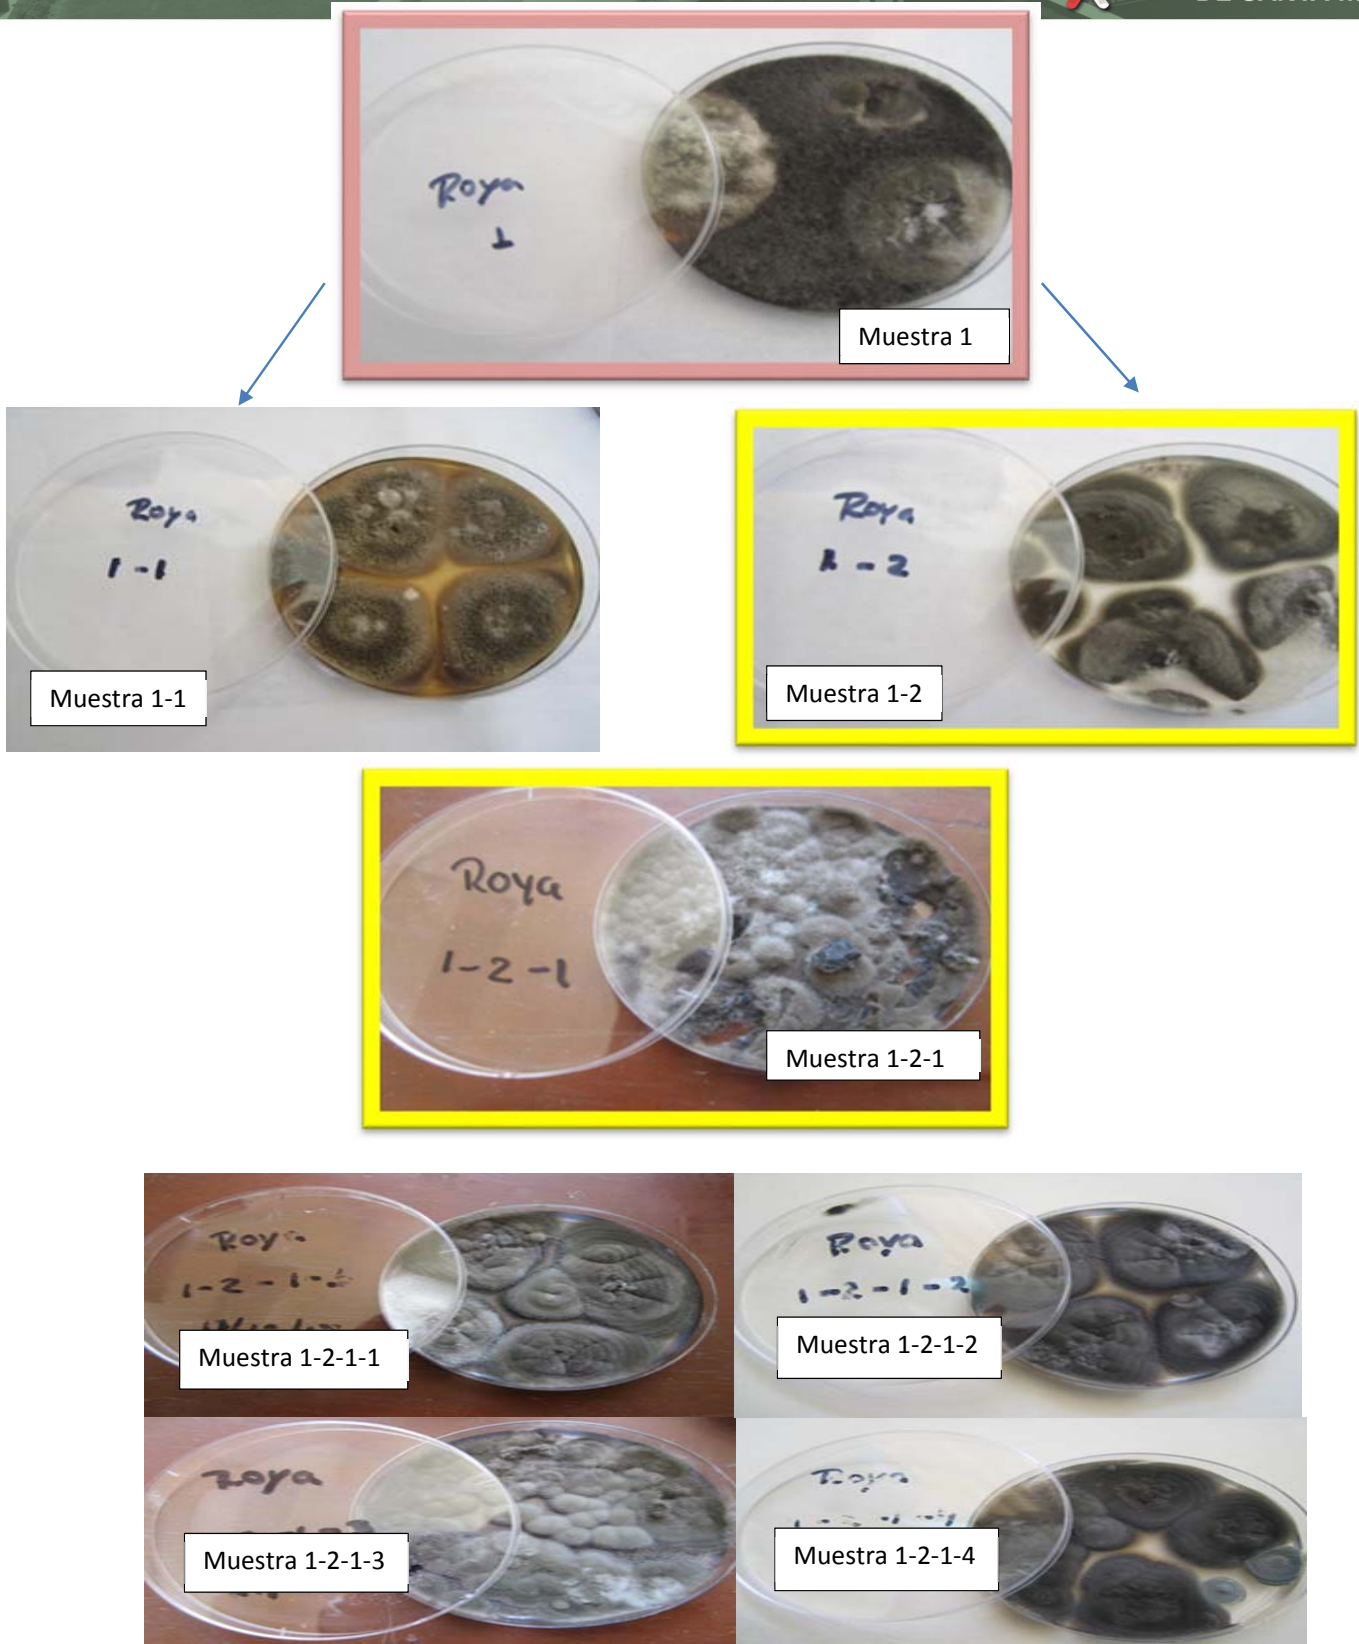 Roya
1
Muestra 1
Roya
1-1
Muestra 1-1
Roya
1-2
Muestra 1-2
Roya
1-2-1
Muestra 1-2-1
Roya
Muestra 1-2-1-1
Roya
1-2-1-2
Muestra 1-2-1-2
Roya
Muestra 1-2-1-3
Roya
Muestra 1-2-1-4